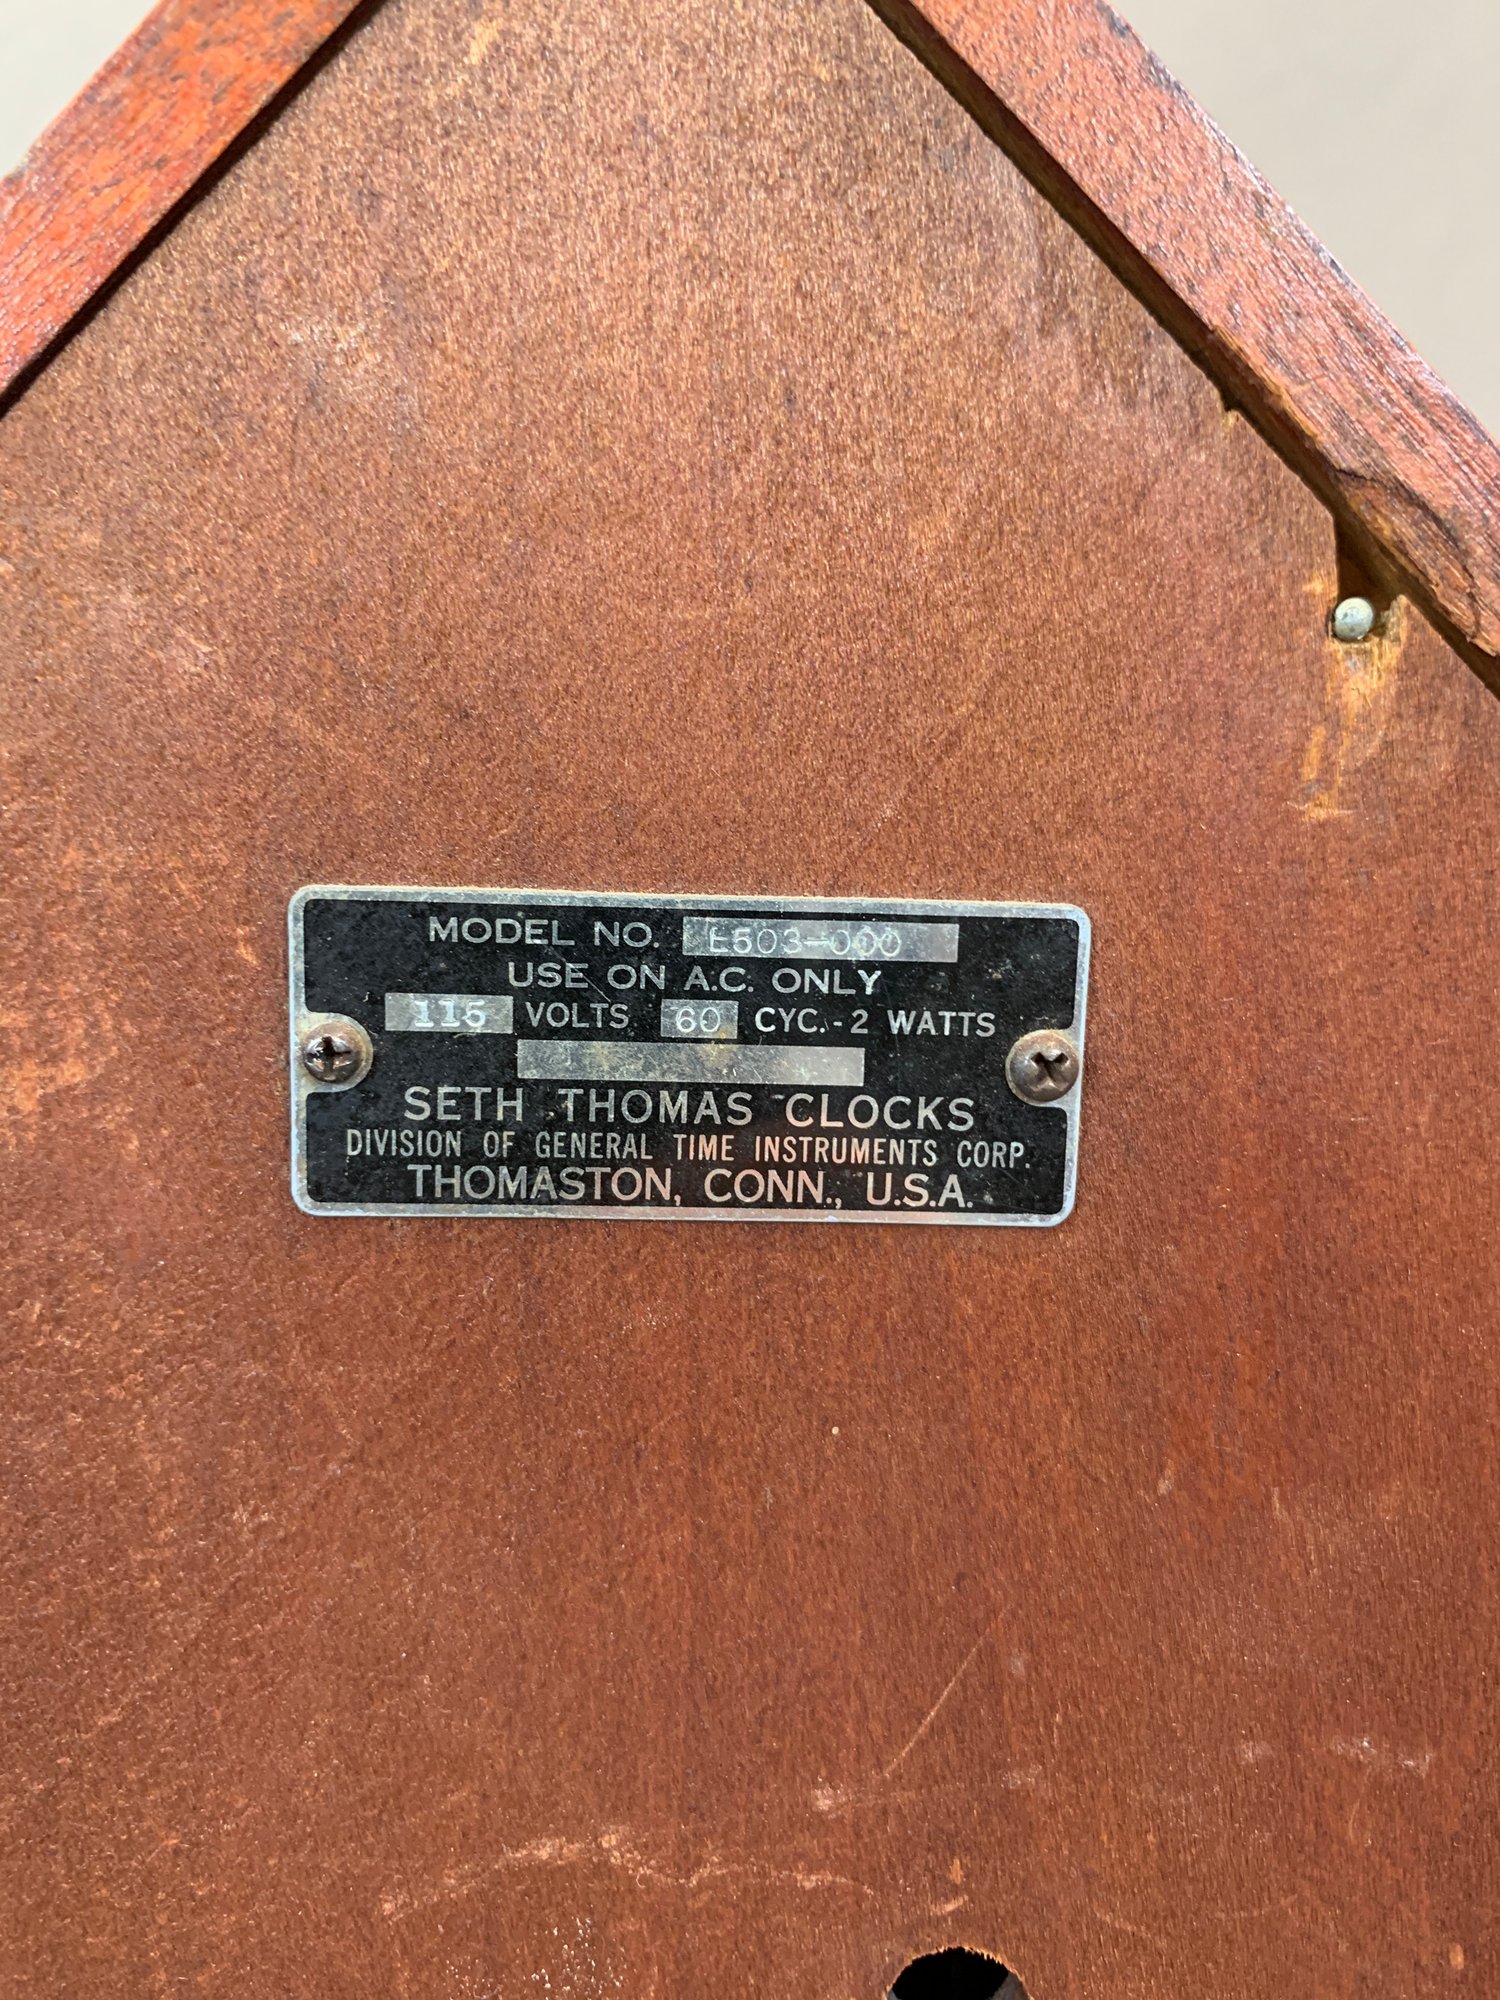 MODEL NO. E503-000
USE ON A.C. ONLY
115 VOLTS 60 CYC.-2 WATTS
SETH THOMAS CLOCKS
DIVISION OF GENERAL TIME INSTRUMENTS CORP.
THOMASTON, CONN., U.S.A.